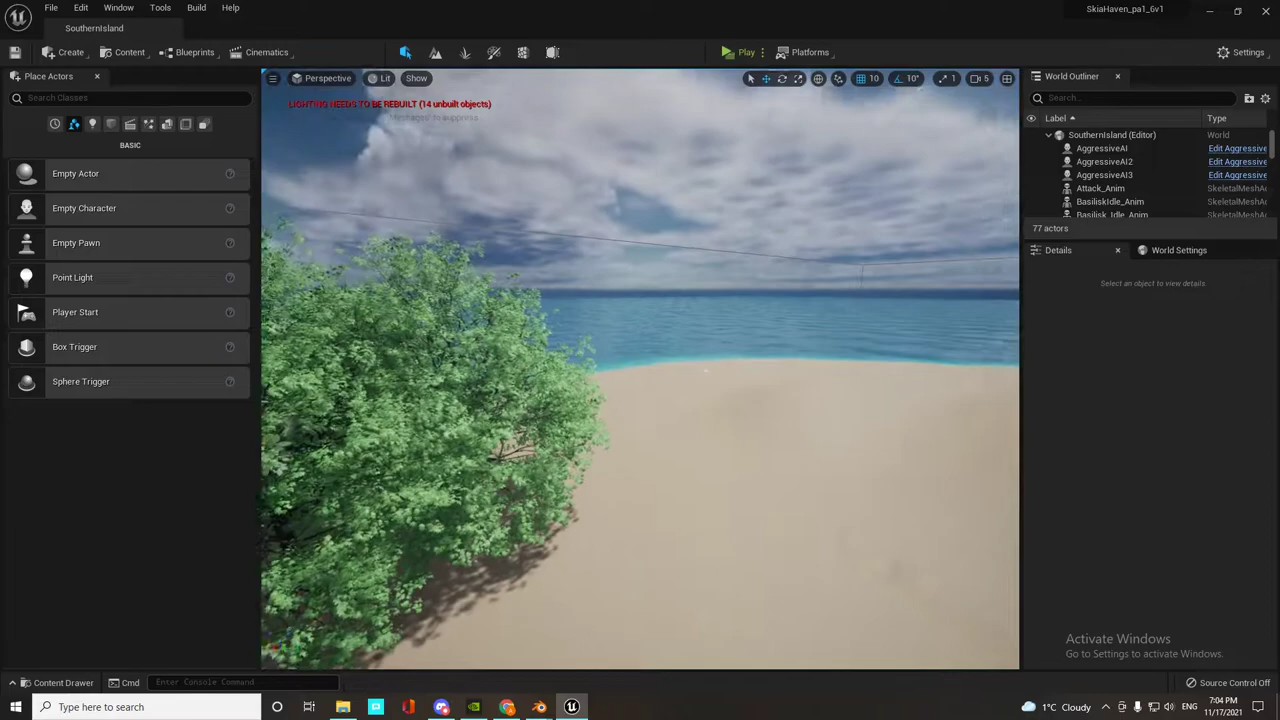 File Edit Window Tools Build Help
SkiaHaven_pa1_6v1
SouthernIsland
Create Content Blueprints Cinematics Play Platforms Settings
Place Actors
Search Classes
BASIC
Empty Actor
Empty Character
Empty Pawn
Point Light
Player Start
Box Trigger
Sphere Trigger
Perspective Lit Show
10 10° 1 5
LIGHTING NEEDS TO BE REBUILT (14 unbuilt objects)
World Outliner
Search...
Label Type
SouthernIsland (Editor) World
AggressiveAI Edit Aggressive
AggressiveAI2 Edit Aggressive
AggressiveAI3 Edit Aggressive
Attack_Anim SkeletalMeshAc
BasiliskIdle_Anim SkeletalMeshAc
Basilisk_Idle_Anim SkeletalMeshAc
77 actors
Details World Settings
Select an object to view details
Activate Windows
Go to Settings to activate Windows.
Content Drawer Cmd Enter Console Command Source Control Off
Type here to search
1°C Cloudy
7:04 PM
11/17/2021